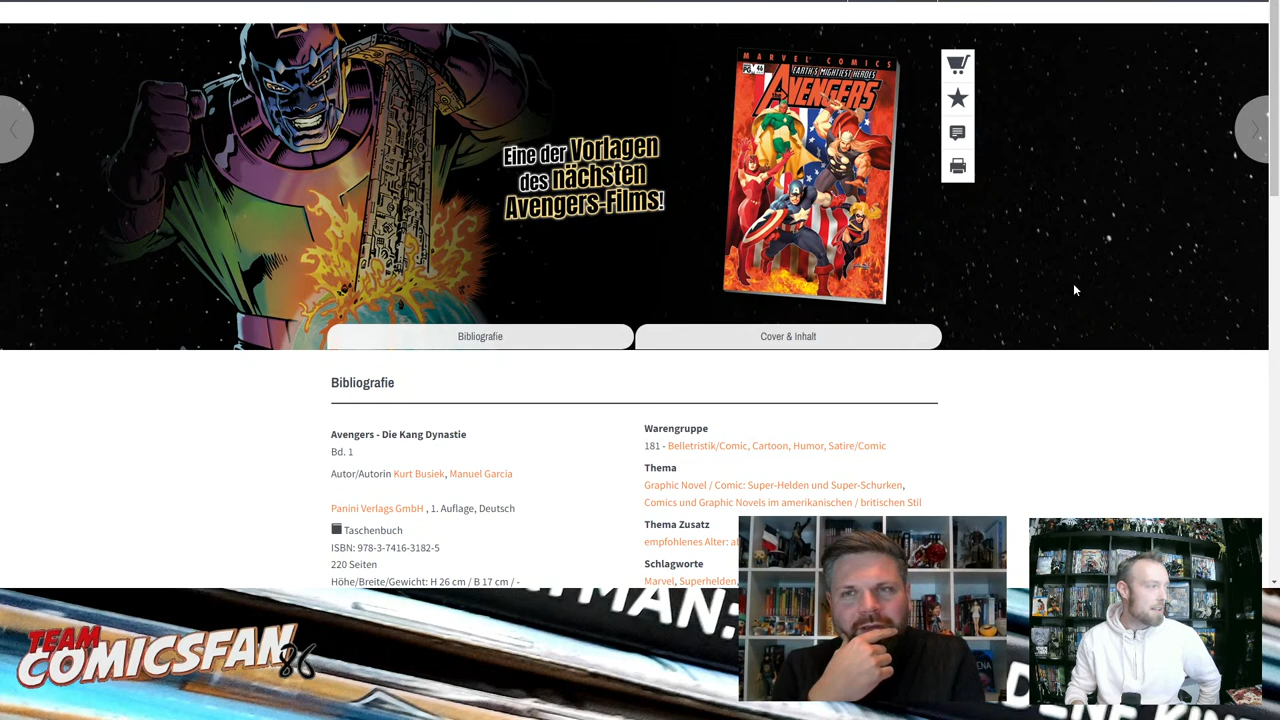 MARVEL COMICS
46
EARTH'S MIGHTIEST HEROES
the AVENGERS
Eine der Vorlagen
des nächsten
Avengers-Films!
Bibliografie
Cover & Inhalt
Bibliografie
Avengers - Die Kang Dynastie
Bd. 1
Autor/Autorin Kurt Busiek, Manuel Garcia
Panini Verlags GmbH , 1. Auflage, Deutsch
Taschenbuch
ISBN: 978-3-7416-3182-5
220 Seiten
Höhe/Breite/Gewicht: H 26 cm / B 17 cm / -
Warengruppe
181 - Belletristik/Comic, Cartoon, Humor, Satire/Comic
Thema
Graphic Novel / Comic: Super-Helden und Super-Schurken,
Comics und Graphic Novels im amerikanischen / britischen Stil
Thema Zusatz
empfohlenes Alter:
Schlagworte
Marvel, Superhelden,
TEAM
COMICSFAN
86